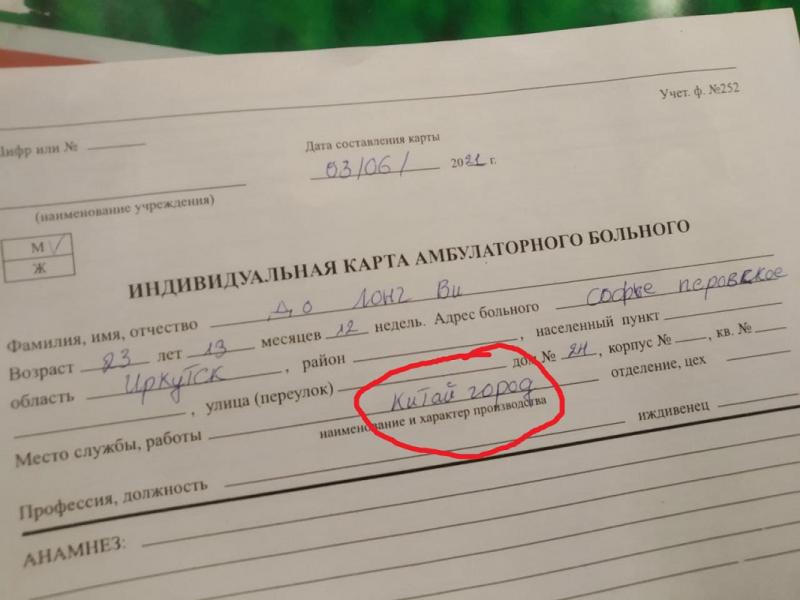 Учет. ф. №252
Шифр или №
Дата составления карты
03/06/ 2021 г.
(наименование учреждения)
М V
Ж
ИНДИВИДУАЛЬНАЯ КАРТА АМБУЛАТОРНОГО БОЛЬНОГО
Фамилия, имя, отчество До Лонг Ви
Возраст 23 лет 13 месяцев 12 недель. Адрес больного Софье Перовское
область Иркутск, район, населенный пункт
, улица (переулок) дом № 2Н, корпус №, кв. №
Место службы, работы Китай город отделение, цех
наименование и характер производства
Профессия, должность иждивенец
АНАМНЕЗ: